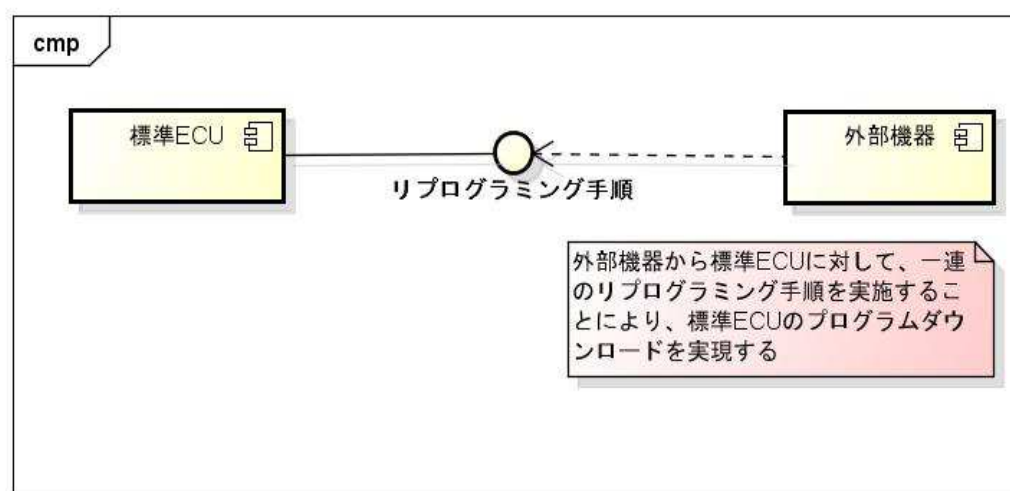 cmp
標準ECU
外部機器
リプログラミング手順
外部機器から標準ECUに対して、一連
のリプログラミング手順を実施するこ
とにより、標準ECUのプログラムダウ
ンロードを実現する